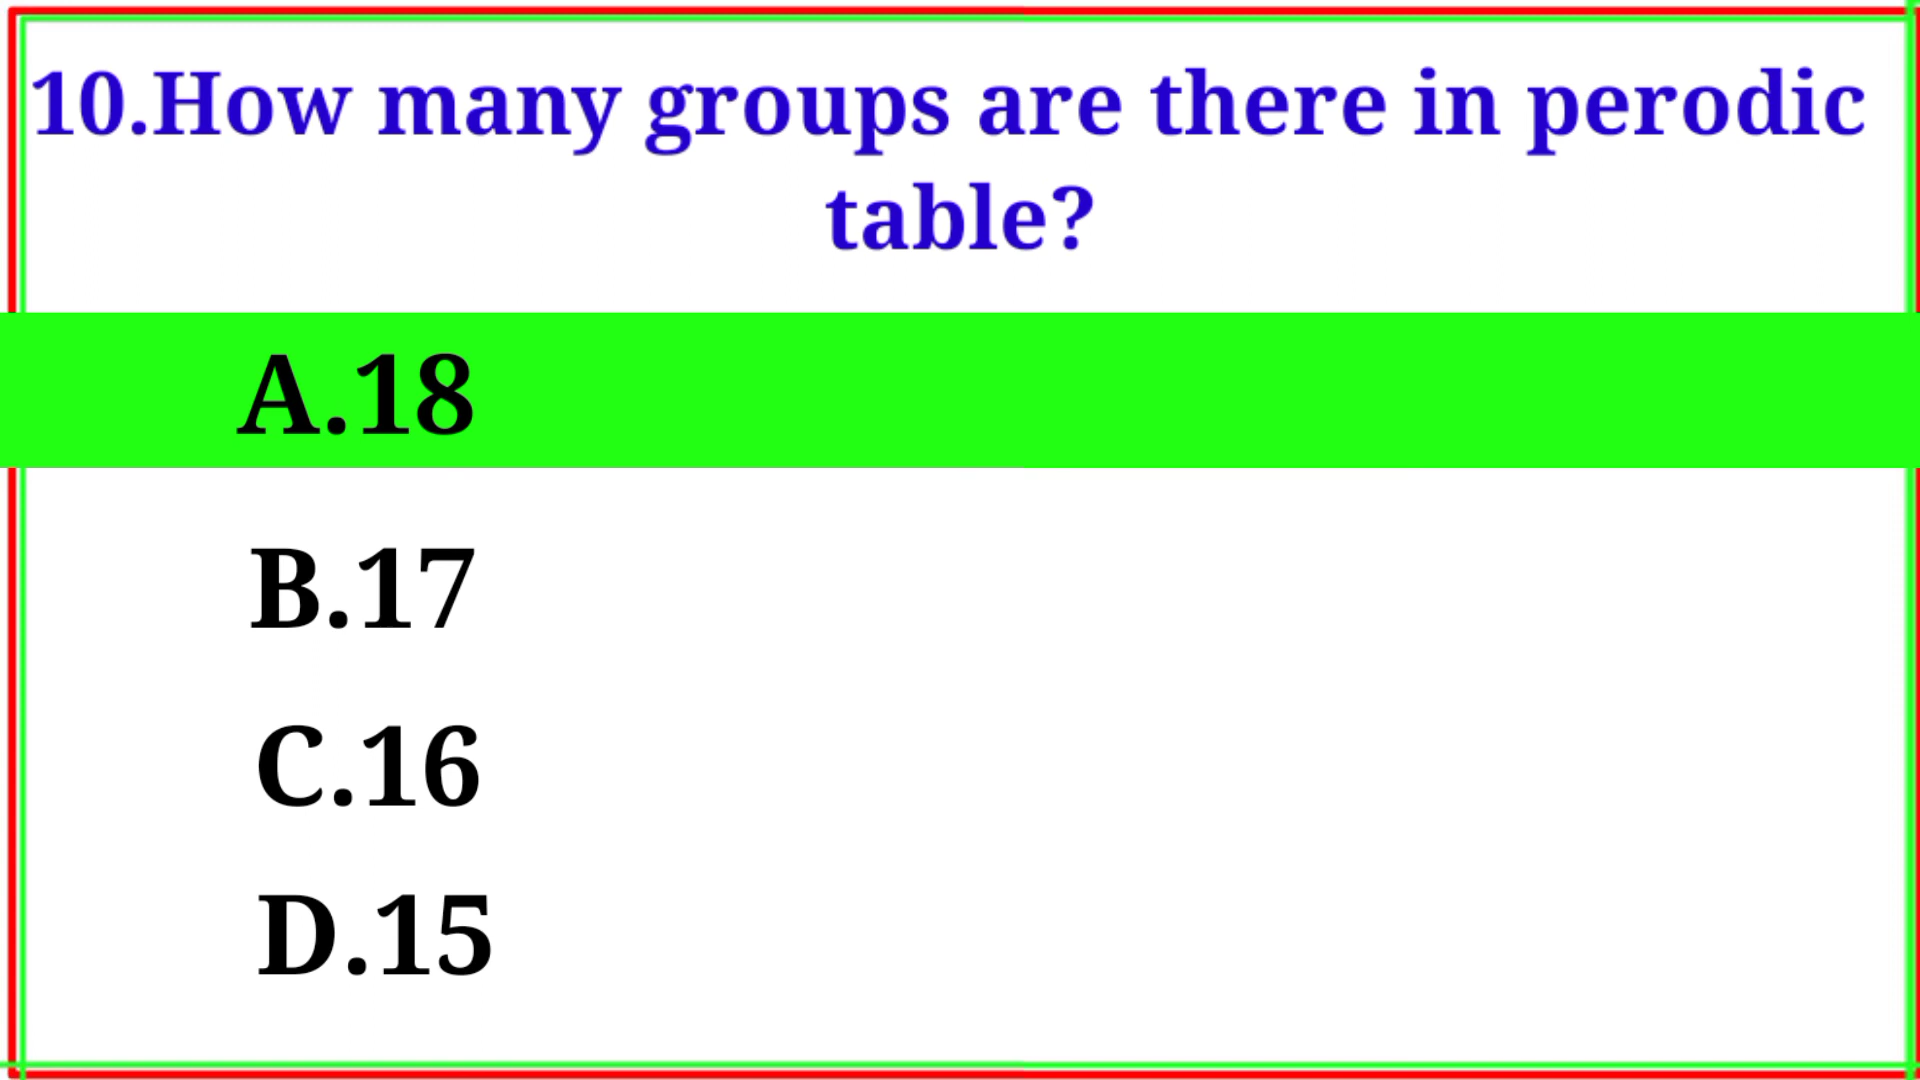 10.How many groups are there in perodic
table?
A.18
B.17
C.16
D.15